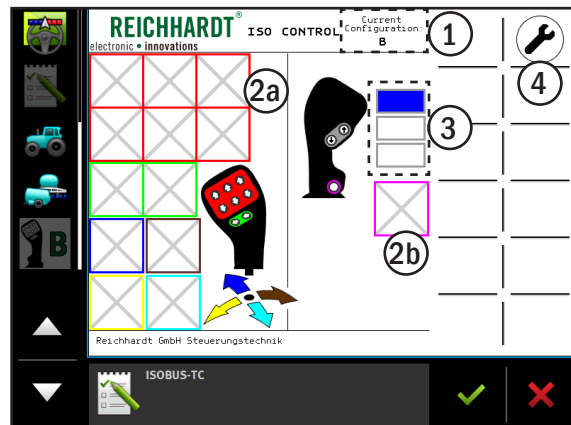 REICHHARDT®
electronic • innovations
ISO CONTROL
Current
Configuration:
B
1
2a
3
4
2b
B
Reichhardt GmbH Steuerungstechnik
ISOBUS-TC